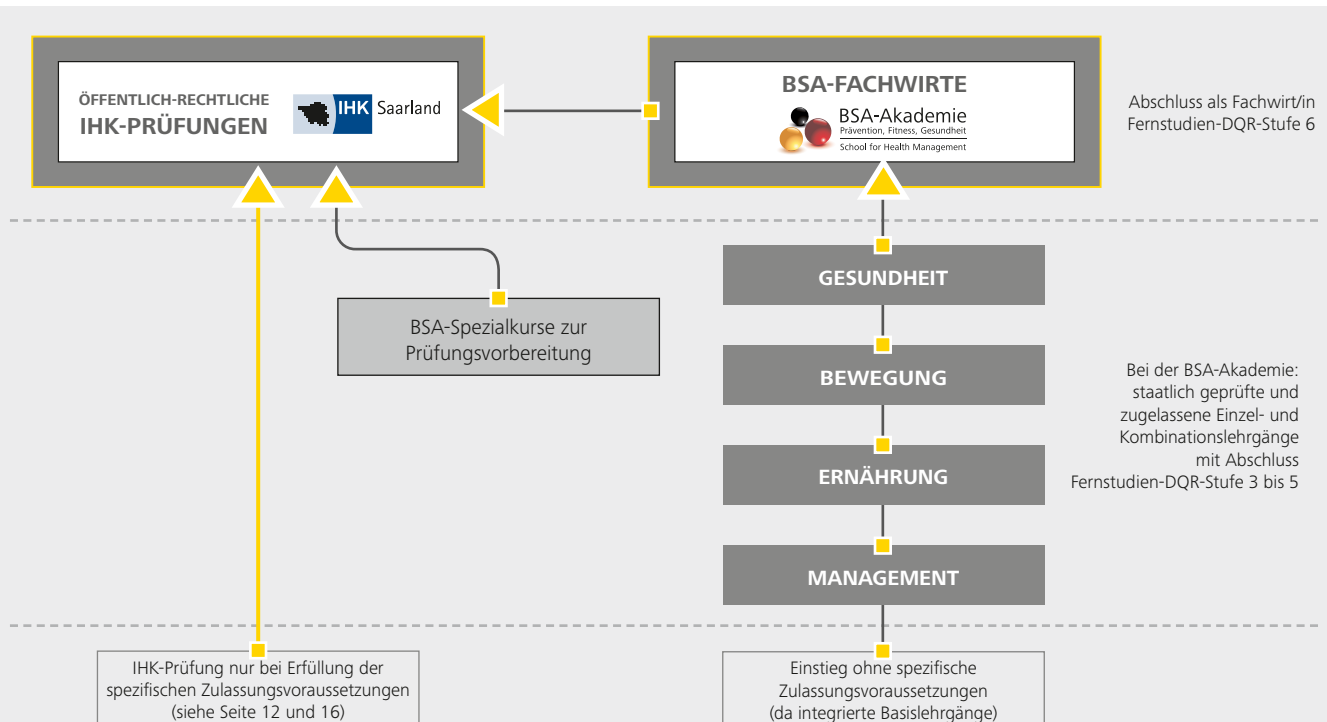 ÖFFENTLICH-RECHTLICHE
IHK-PRÜFUNGEN
IHK Saarland
BSA-FACHWIRTE
BSA-Akademie
Prävention, Fitness, Gesundheit
School for Health Management
Abschluss als Fachwirt/in
Fernstudien-DQR-Stufe 6
GESUNDHEIT
BSA-Spezialkurse zur
Prüfungsvorbereitung
BEWEGUNG
ERNÄHRUNG
MANAGEMENT
Bei der BSA-Akademie:
staatlich geprüfte und
zugelassene Einzel- und
Kombinationslehrgänge
mit Abschluss
Fernstudien-DQR-Stufe 3 bis 5
IHK-Prüfung nur bei Erfüllung der
spezifischen Zulassungsvoraussetzungen
(siehe Seite 12 und 16)
Einstieg ohne spezifische
Zulassungsvoraussetzungen
(da integrierte Basislehrgänge)